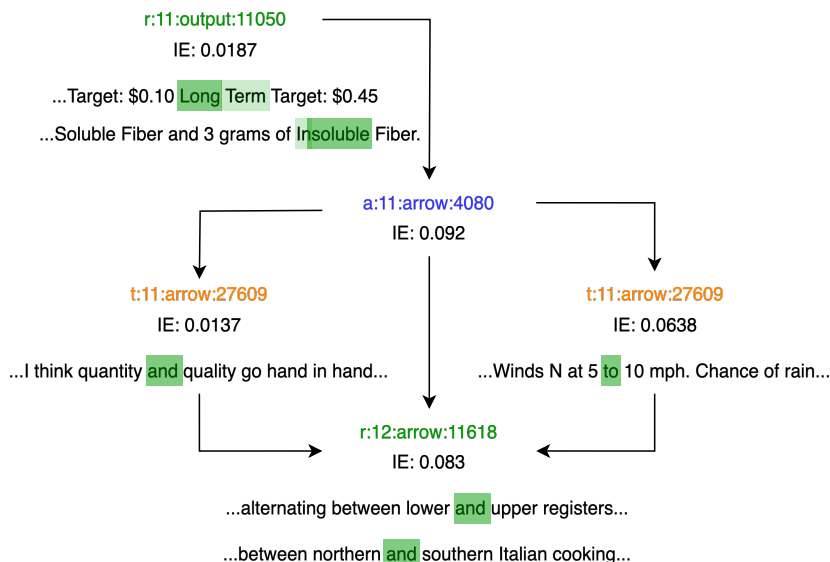 r:11:output:11050
IE: 0.0187
...Target: $0.10 Long Term Target: $0.45
...Soluble Fiber and 3 grams of Insoluble Fiber.
a:11:arrow:4080
IE: 0.092
t:11:arrow:27609
IE: 0.0137
...I think quantity and quality go hand in hand...
t:11:arrow:27609
IE: 0.0638
...Winds N at 5 to 10 mph. Chance of rain...
r:12:arrow:11618
IE: 0.083
...alternating between lower and upper registers...
...between northern and southern Italian cooking...